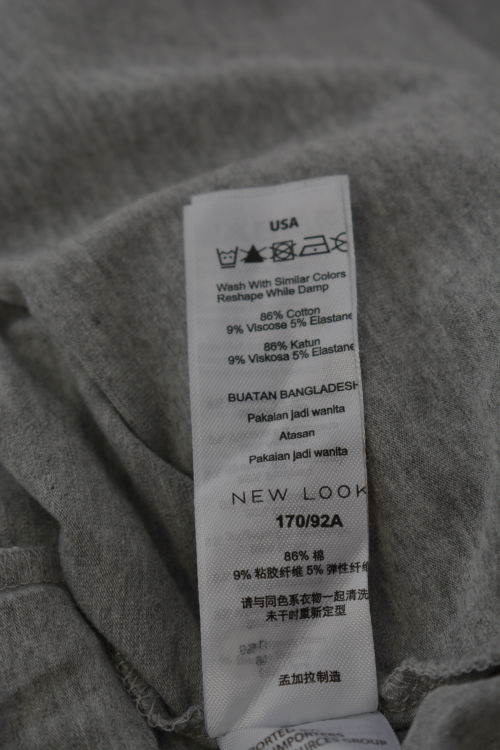 USA
Wash With Similar Colors
Reshape While Damp
86% Cotton
9% Viscose 5% Elastane
86% Katun
9% Viskosa 5% Elastane
BUATAN BANGLADESH
Pakaian jadi wanita
Atasan
Pakaian jadi wanita
NEW LOOK
170/92A
86% 棉
9% 粘胶纤维 5% 弹性纤维
请与同色系衣物一起清洗
未干时重新定型
孟加拉制造
IMPORTERS
GROUP